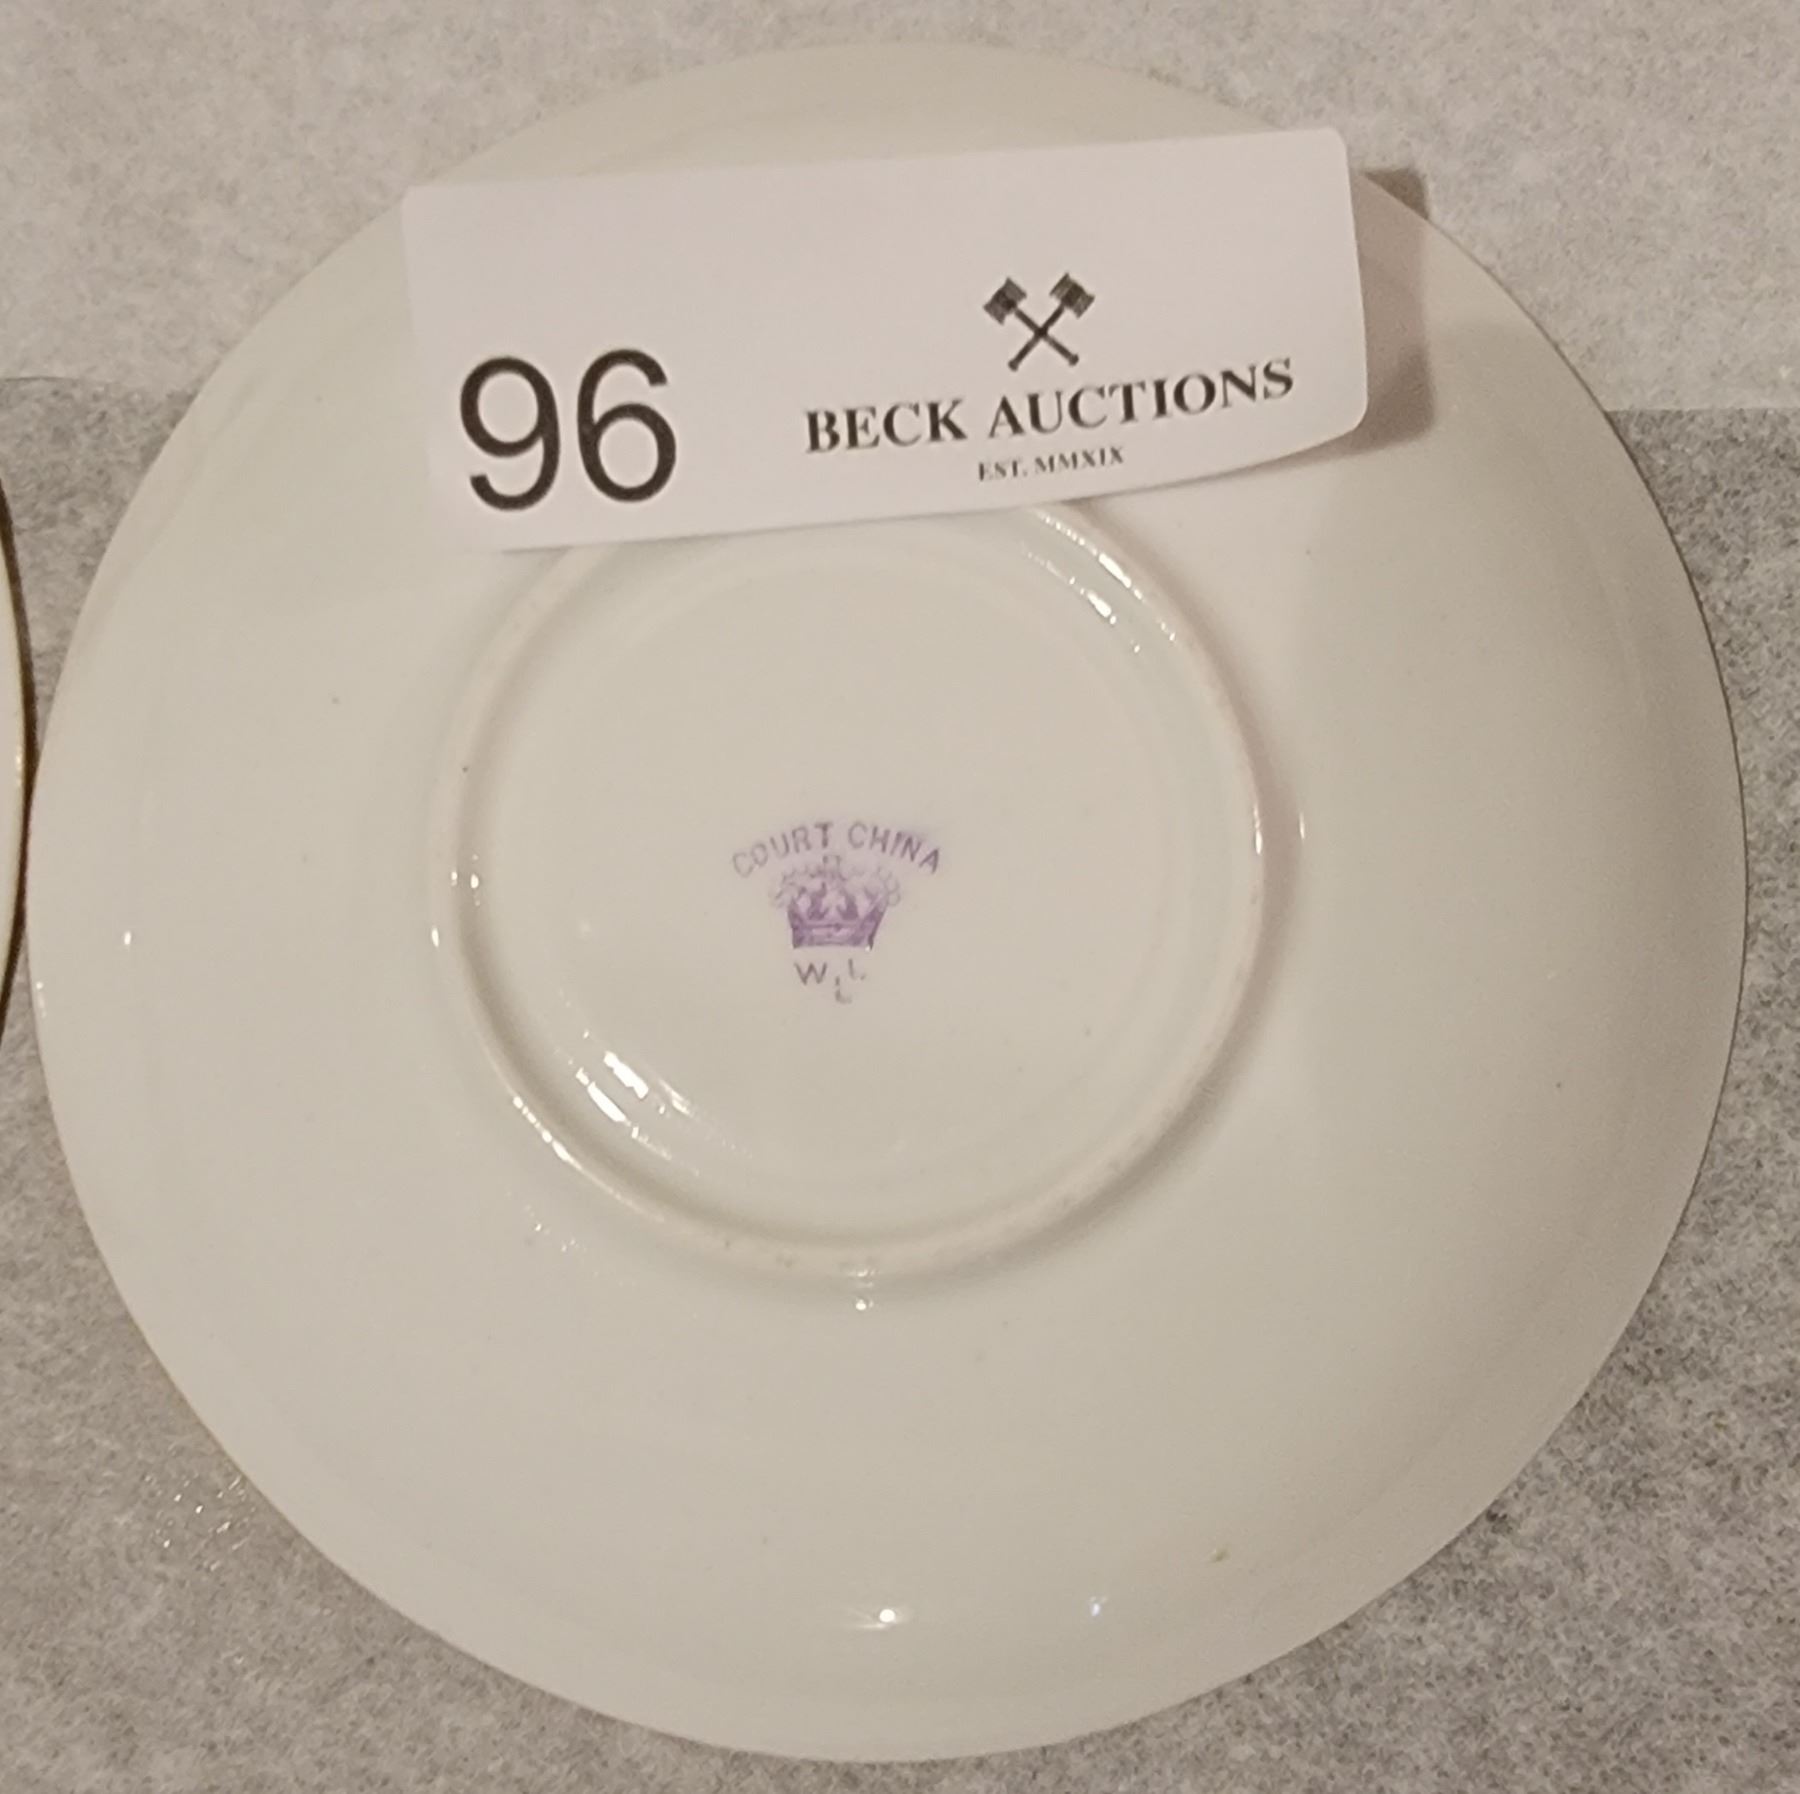 96
BECK AUCTIONS
EST. MMXIX
COURT CHINA
W L
L